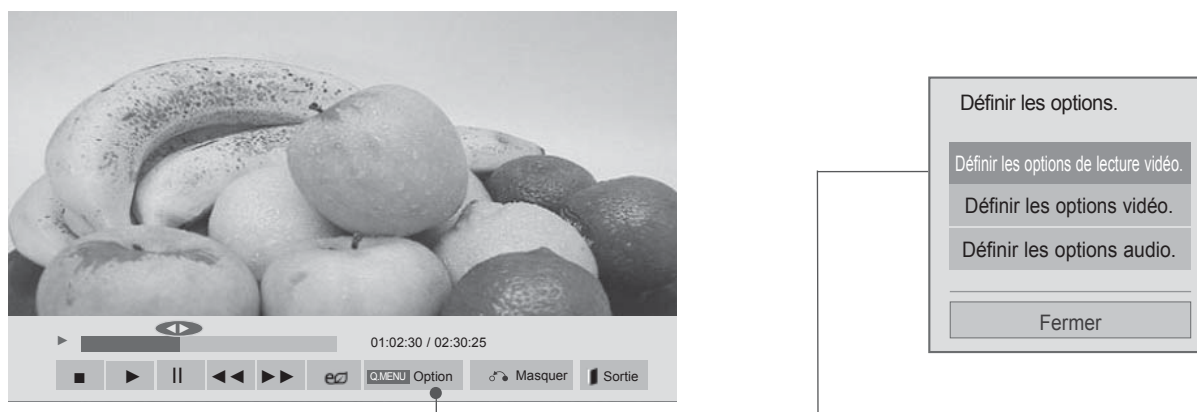 01:02:30 / 02:30:25
Q.MENU Option
Masquer
Sortie
Définir les options.
Définir les options de lecture vidéo.
Définir les options vidéo.
Définir les options audio.
Fermer